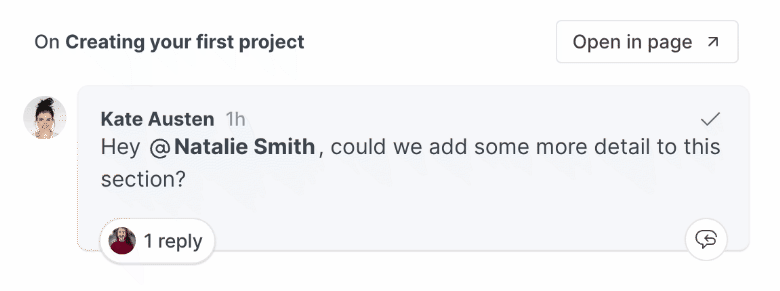 On Creating your first project
Open in page
Kate Austen 1h
Hey @Natalie Smith, could we add some more detail to this
section?
1 reply